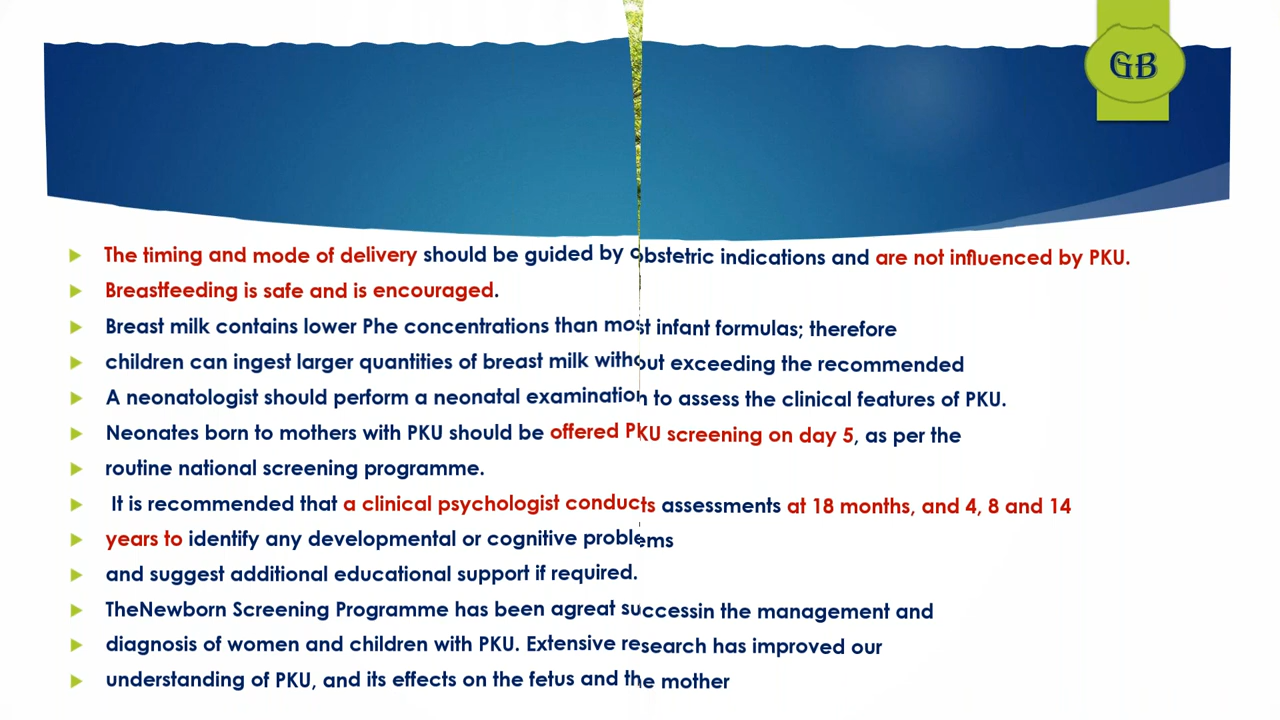 GB
The timing and mode of delivery should be guided by obstetric indications and are not influenced by PKU.
Breastfeeding is safe and is encouraged.
Breast milk contains lower Phe concentrations than most infant formulas; therefore
children can ingest larger quantities of breast milk without exceeding the recommended
A neonatologist should perform a neonatal examination to assess the clinical features of PKU.
Neonates born to mothers with PKU should be offered PKU screening on day 5, as per the
routine national screening programme.
It is recommended that a clinical psychologist conducts assessments at 18 months, and 4, 8 and 14
years to identify any developmental or cognitive problems
and suggest additional educational support if required.
TheNewborn Screening Programme has been agreat successin the management and
diagnosis of women and children with PKU. Extensive research has improved our
understanding of PKU, and its effects on the fetus and the mother